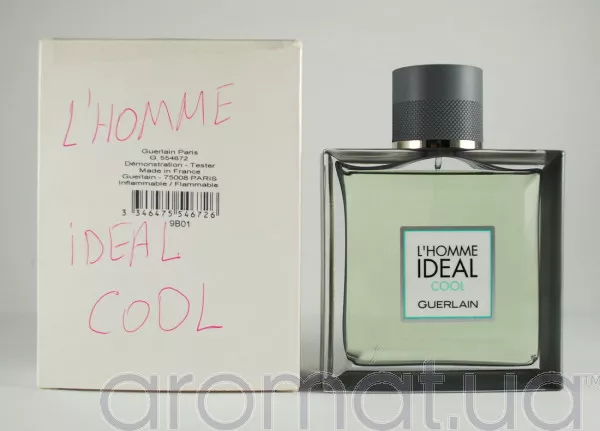 L'HOMME
Guerlain Paris
G 554672
Démonstration - Tester
Made in France
Guerlain - 75008 PARIS
Inflammable / Flammable
3 346475 546726
9B01
iDEAL
COOL
L'HOMME
IDEAL
COOL
GUERLAIN
aromat.ua™